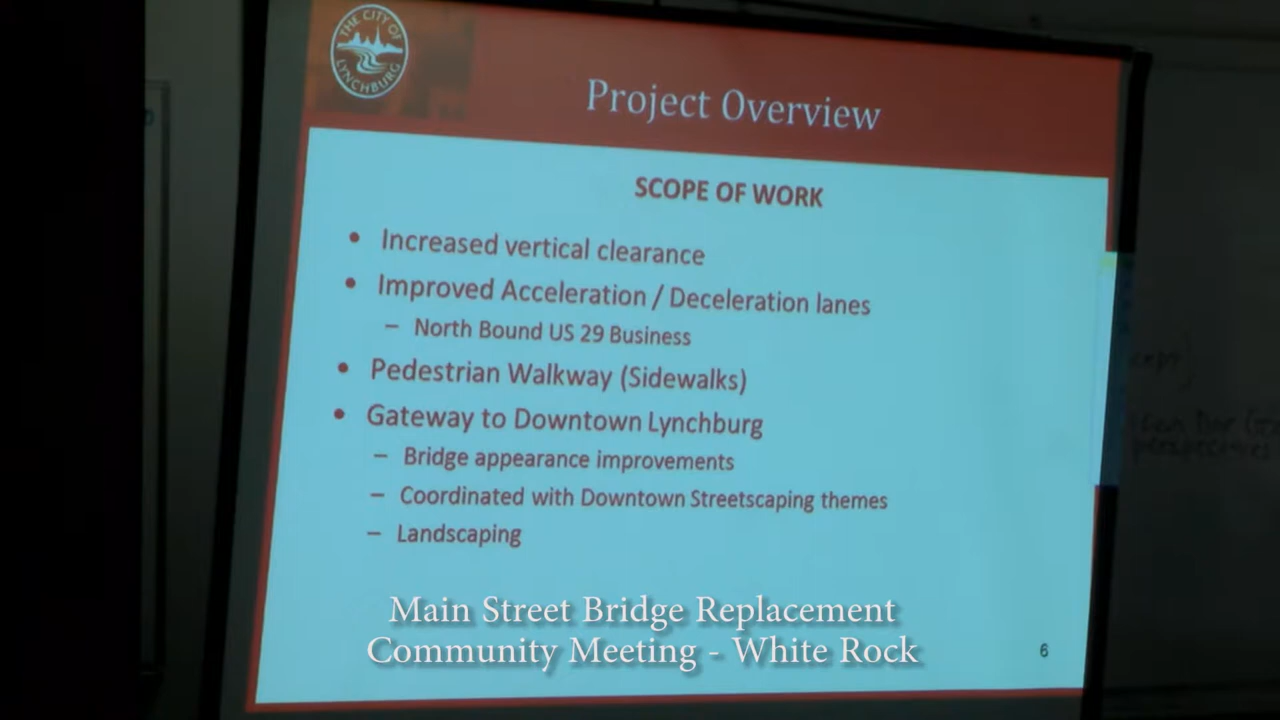 THE CITY OF
LYNCHBURG
Project Overview
SCOPE OF WORK
• Increased vertical clearance
• Improved Acceleration / Deceleration lanes
– North Bound US 29 Business
• Pedestrian Walkway (Sidewalks)
• Gateway to Downtown Lynchburg
– Bridge appearance improvements
– Coordinated with Downtown Streetscaping themes
– Landscaping
Main Street Bridge Replacement
Community Meeting - White Rock
6